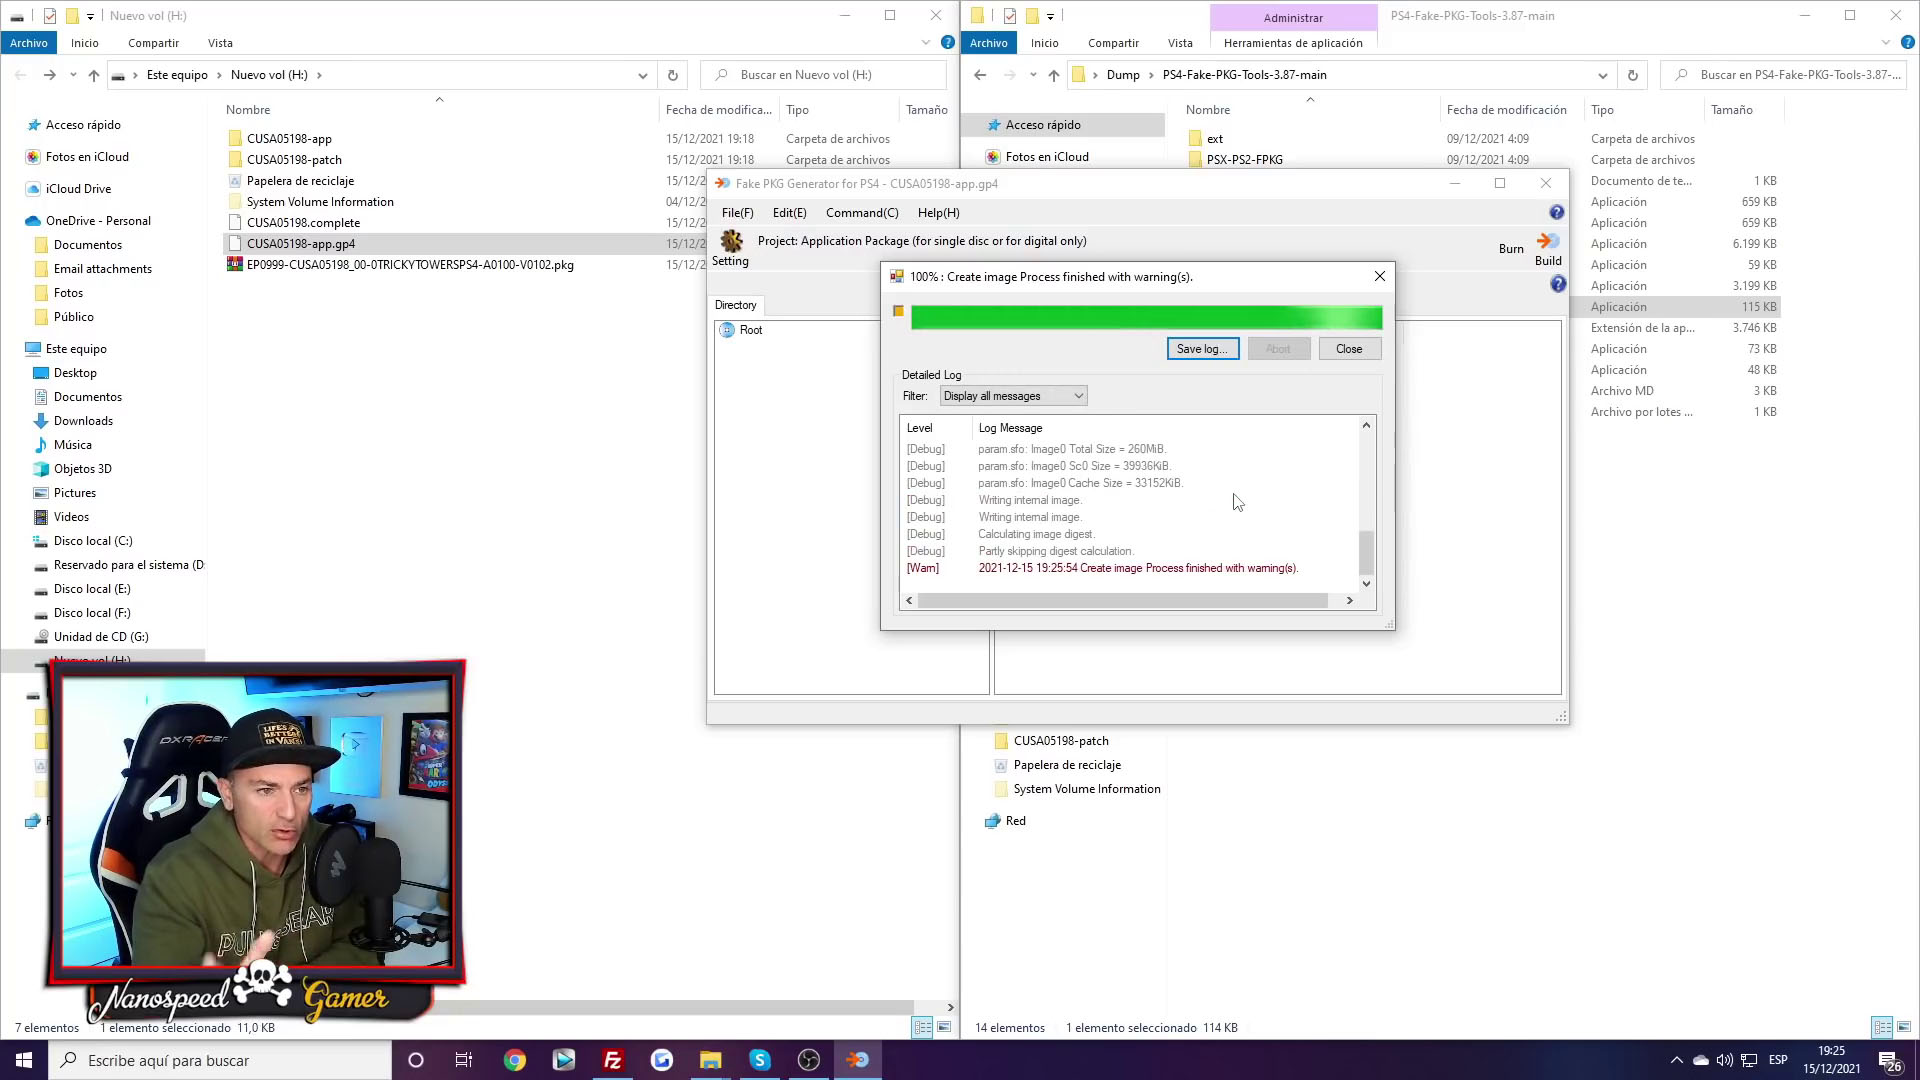 Nuevo vol (H:)
Archivo Inicio Compartir Vista
Este equipo Nuevo vol (H:)
Buscar en Nuevo vol (H:)
Nombre Fecha de modifica... Tipo Tamaño
Acceso rápido
Fotos en iCloud
iCloud Drive
OneDrive - Personal
Documentos
Email attachments
Fotos
Público
Este equipo
Desktop
Documentos
Downloads
Música
Objetos 3D
Pictures
Videos
Disco local (C:)
Reservado para el sistema (D:
Disco local (E:)
Disco local (F:)
Unidad de CD (G:)
Nuevo vol (H:)
CUSA05198-app 15/12/2021 19:18 Carpeta de archivos
CUSA05198-patch 15/12/2021 19:18 Carpeta de archivos
Papelera de reciclaje 15/12/2
System Volume Information 04/12/2
CUSA05198.complete 15/12/2
CUSA05198-app.gp4 15/12/2
EP0999-CUSA05198_00-0TRICKYTOWERSPS4-A0100-V0102.pkg 15/12/2
7 elementos 1 elemento seleccionado 11,0 KB
Administrar
PS4-Fake-PKG-Tools-3.87-main
Archivo Inicio Compartir Vista Herramientas de aplicación
Dump PS4-Fake-PKG-Tools-3.87-main
Buscar en PS4-Fake-PKG-Tools-3.87-...
Nombre Fecha de modificación Tipo Tamaño
Acceso rápido
Fotos en iCloud
ext 09/12/2021 4:09 Carpeta de archivos
PSX-PS2-FPKG 09/12/2021 4:09 Carpeta de archivos
Documento de te... 1 KB
Aplicación 659 KB
Aplicación 659 KB
Aplicación 6.199 KB
Aplicación 59 KB
Aplicación 3.199 KB
Aplicación 115 KB
Extensión de la ap... 3.746 KB
Aplicación 73 KB
Aplicación 48 KB
Archivo MD 3 KB
Archivo por lotes ... 1 KB
CUSA05198-patch
Papelera de reciclaje
System Volume Information
Red
14 elementos 1 elemento seleccionado 114 KB
Fake PKG Generator for PS4 - CUSA05198-app.gp4
File(F) Edit(E) Command(C) Help(H)
Setting
Project: Application Package (for single disc or for digital only)
Burn Build
Directory
Root
100% : Create image Process finished with warning(s).
Save log... Abort Close
Detailed Log
Filter: Display all messages
Level Log Message
[Debug] param.sfo: Image0 Total Size = 260MiB.
[Debug] param.sfo: Image0 Sc0 Size = 39936KiB.
[Debug] param.sfo: Image0 Cache Size = 33152KiB.
[Debug] Writing internal image.
[Debug] Writing internal image.
[Debug] Calculating image digest.
[Debug] Partly skipping digest calculation.
[Warn] 2021-12-15 19:25:54 Create image Process finished with warning(s).
DXRACER
LIFE'S BETTER IN VANS
Nanospeed Gamer
Escribe aquí para buscar
ESP
19:25
15/12/2021
26